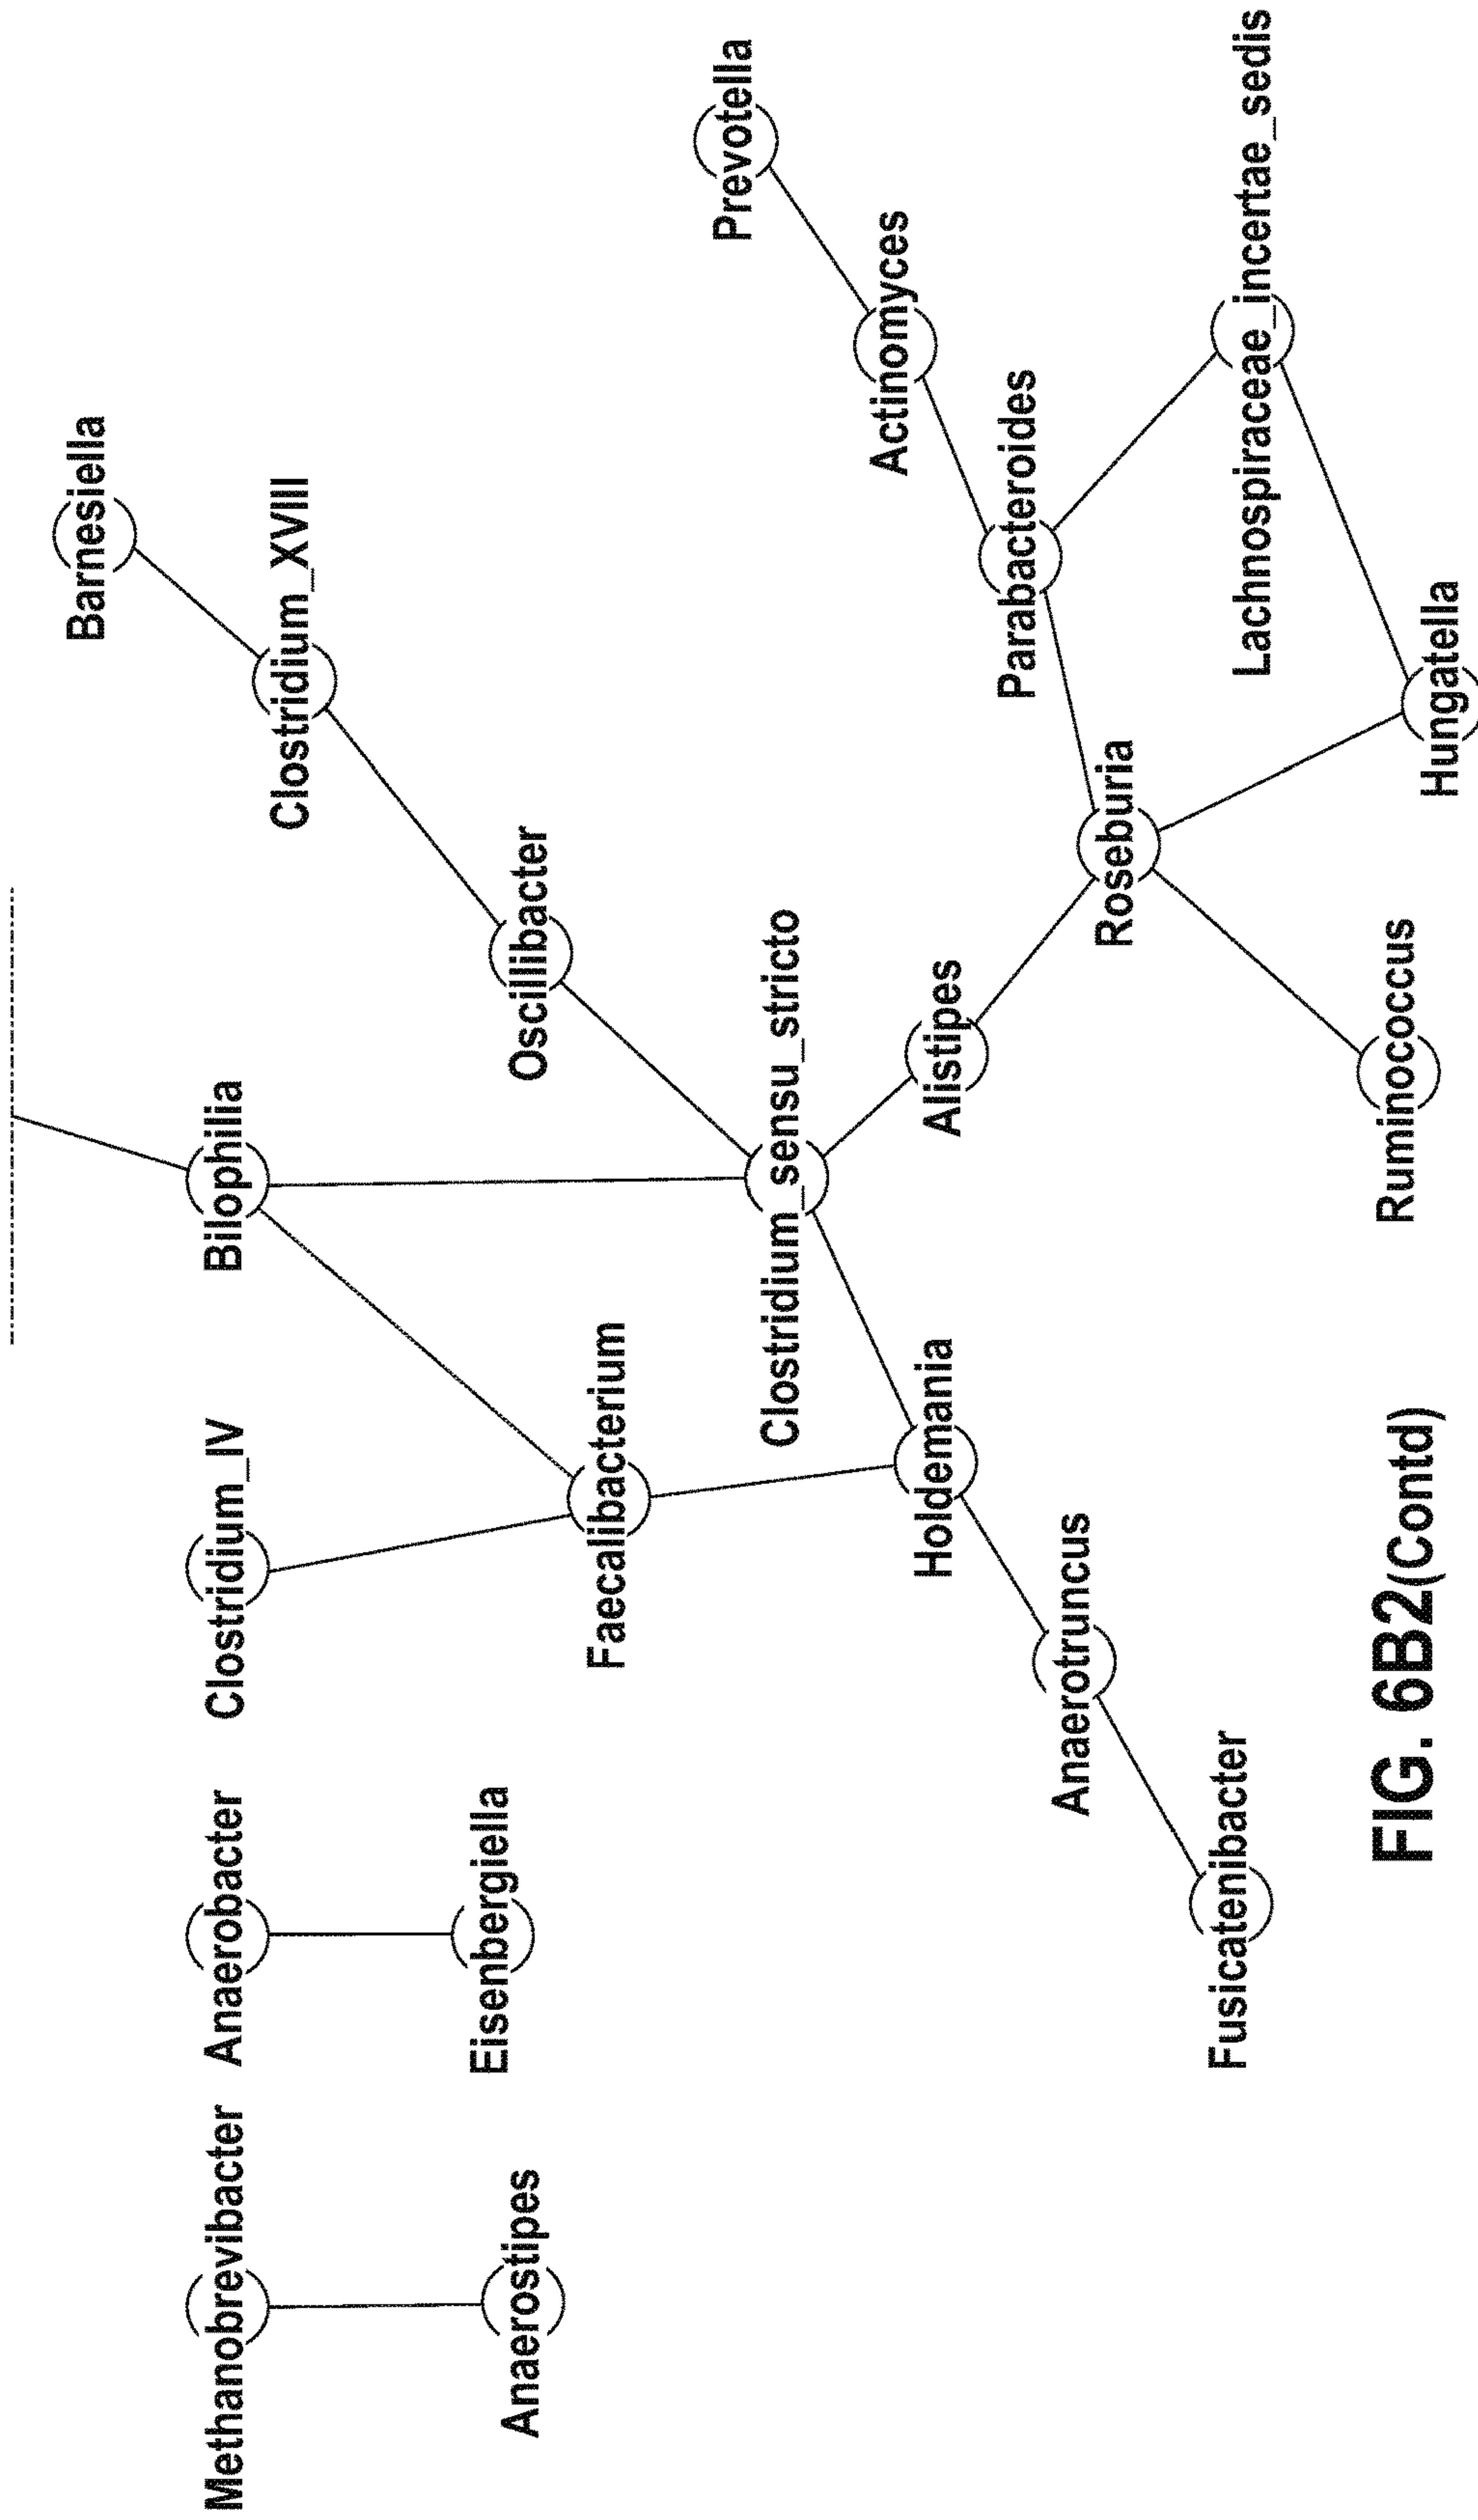 Methanobrevibacter
Anaerobacter
Clostridium_IV
Bilophilia
Barnesiella
Clostridium_XVIII
Anaerostipes
Eisenbergiella
Faecalibacterium
Oscillibacter
Prevotella
Clostridium_sensu_stricto
Actinomyces
Holdemania
Alistipes
Parabacteroides
Anaerotruncus
Roseburia
Fusicatenibacter
Lachnospiraceae_incertae_sedis
Ruminococcus
Hungatella
FIG. 6B2(Contd)